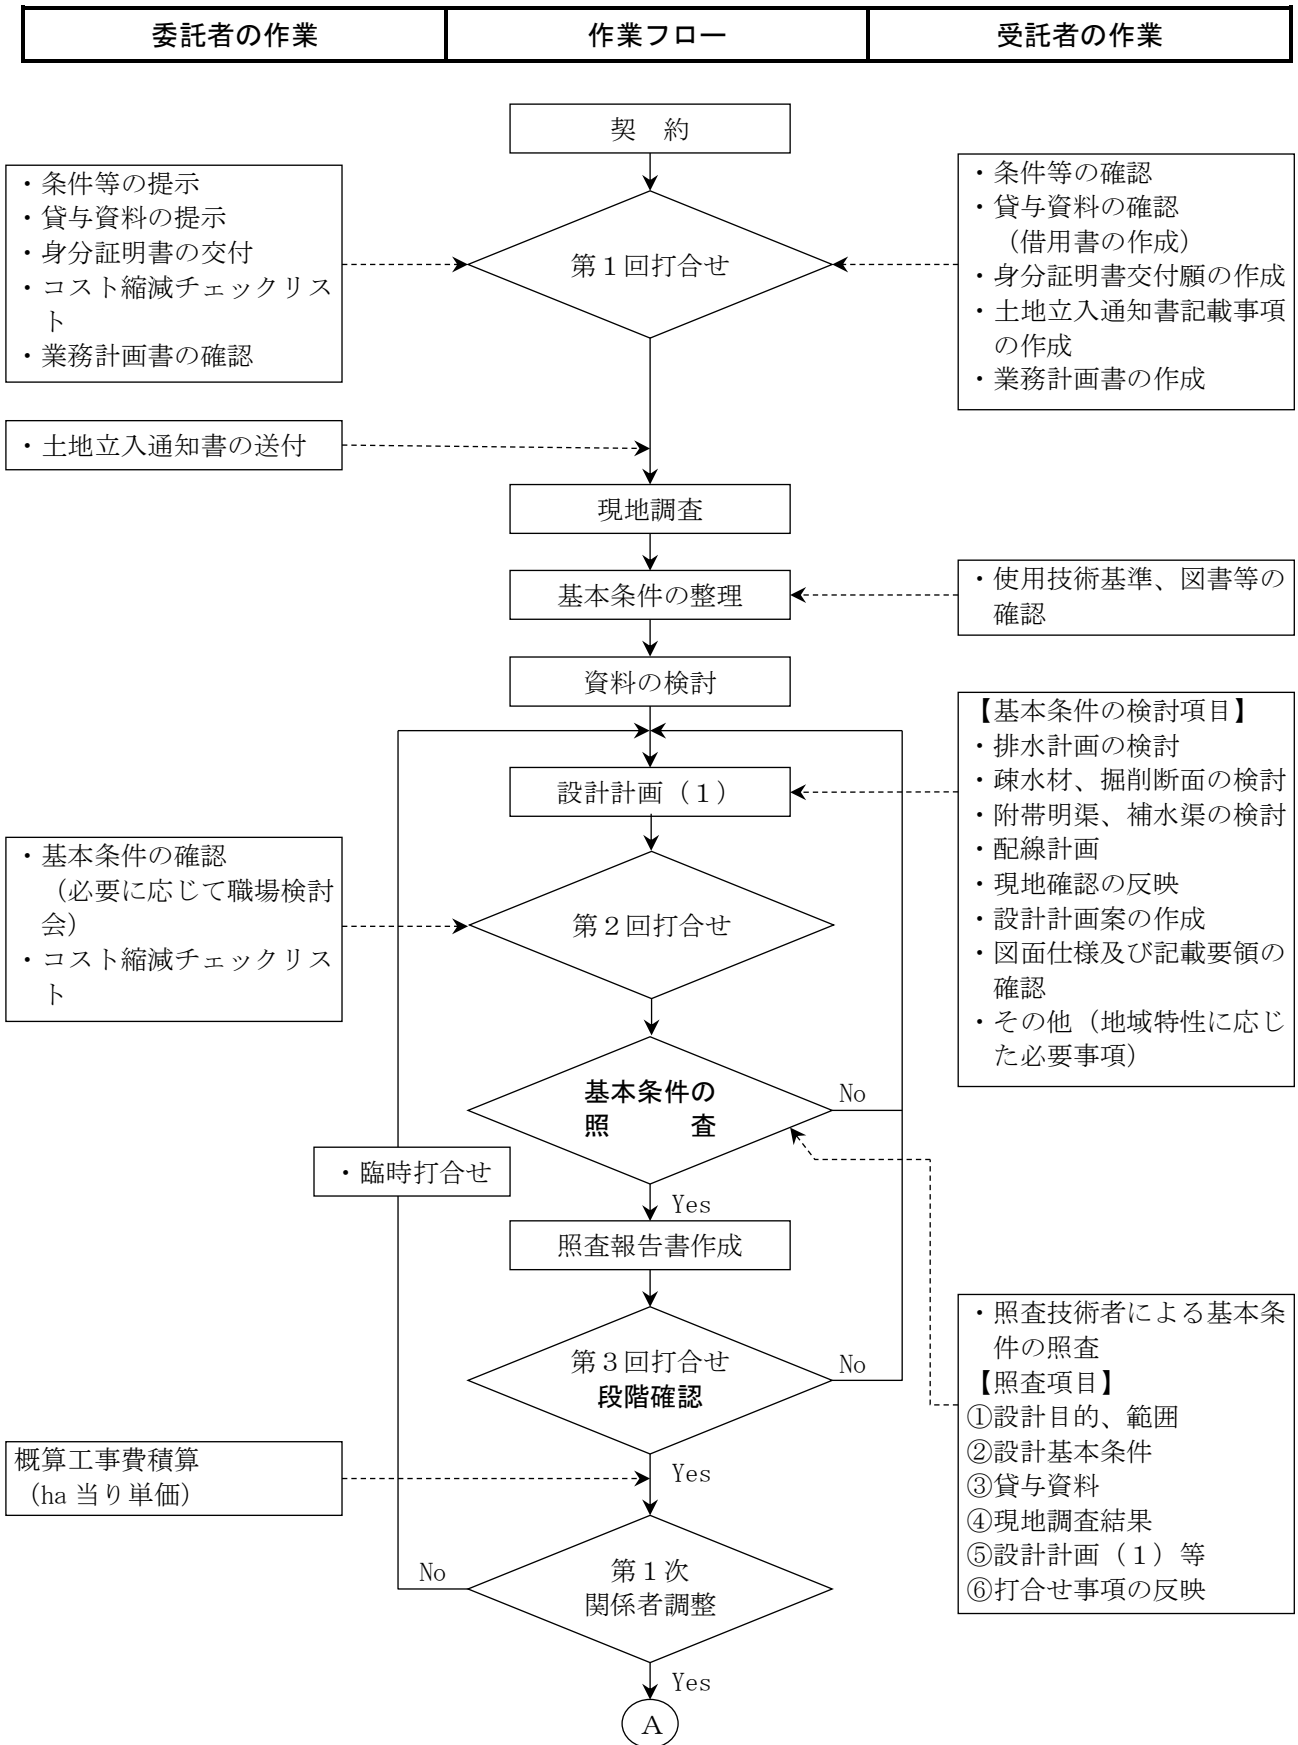 委託者の作業
作業フロー
受託者の作業
契　約
・条件等の提示
・貸与資料の提示
・身分証明書の交付
・コスト縮減チェックリス
ト
・業務計画書の確認
第１回打合せ
・条件等の確認
・貸与資料の確認
（借用書の作成）
・身分証明書交付願の作成
・土地立入通知書記載事項
の作成
・業務計画書の作成
・土地立入通知書の送付
現地調査
基本条件の整理
・使用技術基準、図書等の
確認
資料の検討
設計計画（１）
【基本条件の検討項目】
・排水計画の検討
・疎水材、掘削断面の検討
・附帯明渠、補水渠の検討
・配線計画
・現地確認の反映
・設計計画案の作成
・図面仕様及び記載要領の
確認
・その他（地域特性に応じ
た必要事項）
・基本条件の確認
（必要に応じて職場検討
会）
・コスト縮減チェックリス
ト
第２回打合せ
基本条件の
照　　査
No
・臨時打合せ
Yes
照査報告書作成
第３回打合せ
段階確認
No
・照査技術者による基本条
件の照査
【照査項目】
①設計目的、範囲
②設計基本条件
③貸与資料
④現地調査結果
⑤設計計画（１）等
⑥打合せ事項の反映
概算工事費積算
（ha 当り単価）
Yes
No
第１次
関係者調整
Yes
A